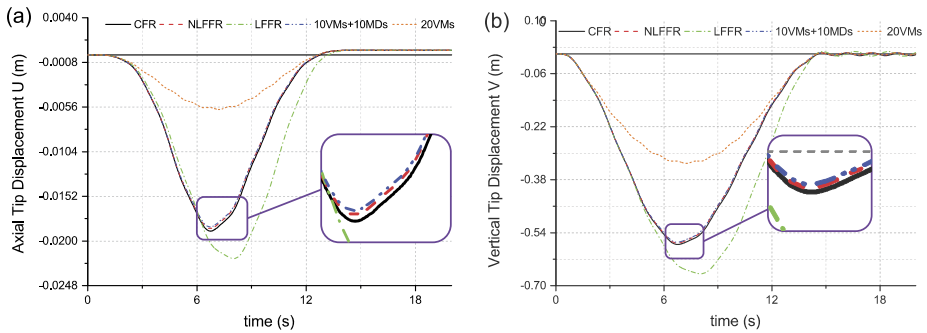 (a)
CFR NLFFR LFFR 10VMs+10MDs 20VMs
Axial Tip Displacement U (m)
0.0040
-0.0008
-0.0056
-0.0104
-0.0152
-0.0200
-0.0248
0 6 12 18
time (s)
(b)
CFR NLFFR LFFR 10VMs+10MDs 20VMs
Vertical Tip Displacement V (m)
0.10
-0.06
-0.22
-0.38
-0.54
-0.70
0 6 12 18
time (s)